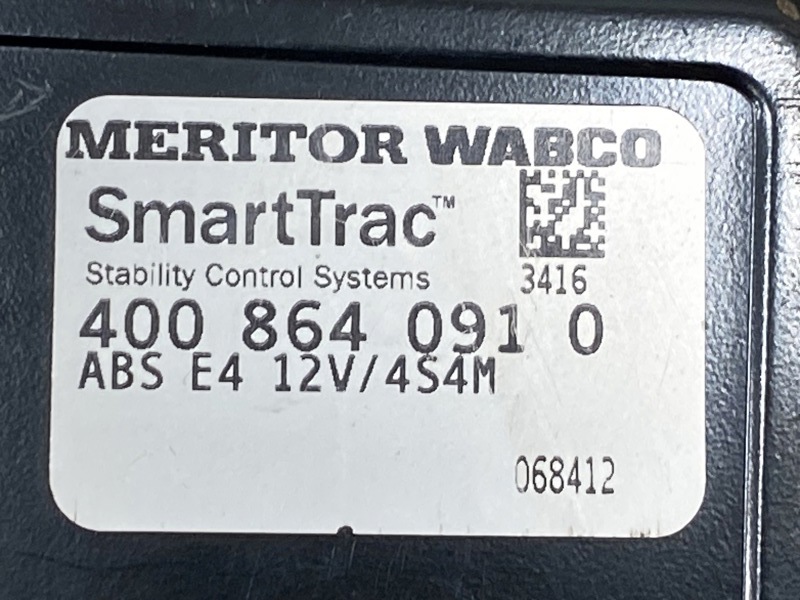 MERITOR WABCO
SmartTrac™
Stability Control Systems
3416
400 864 091 0
ABS E4 12V/4S4M
068412